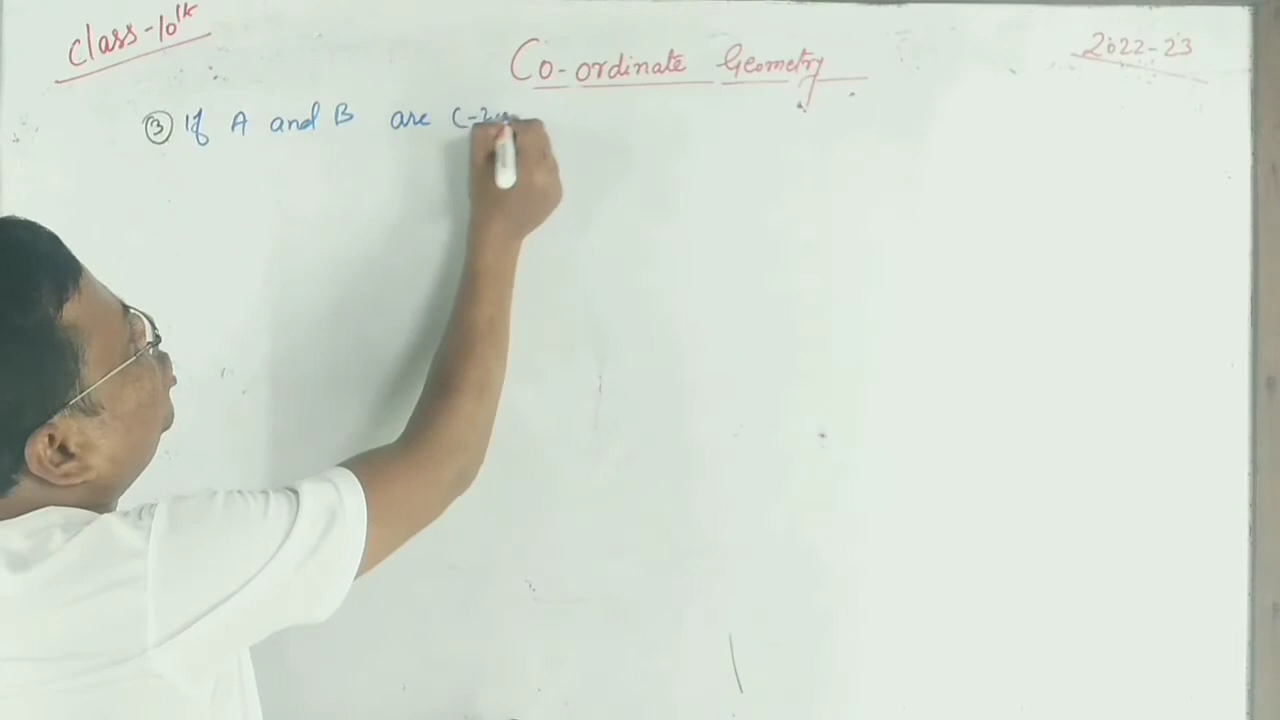 Class-10th
Co-ordinate Geometry
2022-23
③ If A and B are (-2